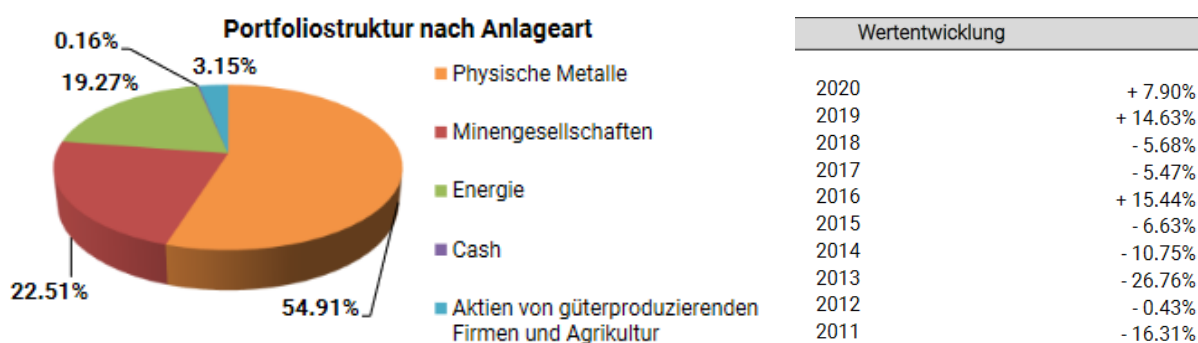 Portfoliostruktur nach Anlageart
0.16%
19.27%
3.15%
22.51%
54.91%
Physische Metalle
Minengesellschaften
Energie
Cash
Aktien von güterproduzierenden
Firmen und Agrikultur
Wertentwicklung
2020 + 7.90%
2019 + 14.63%
2018 - 5.68%
2017 - 5.47%
2016 + 15.44%
2015 - 6.63%
2014 - 10.75%
2013 - 26.76%
2012 - 0.43%
2011 - 16.31%